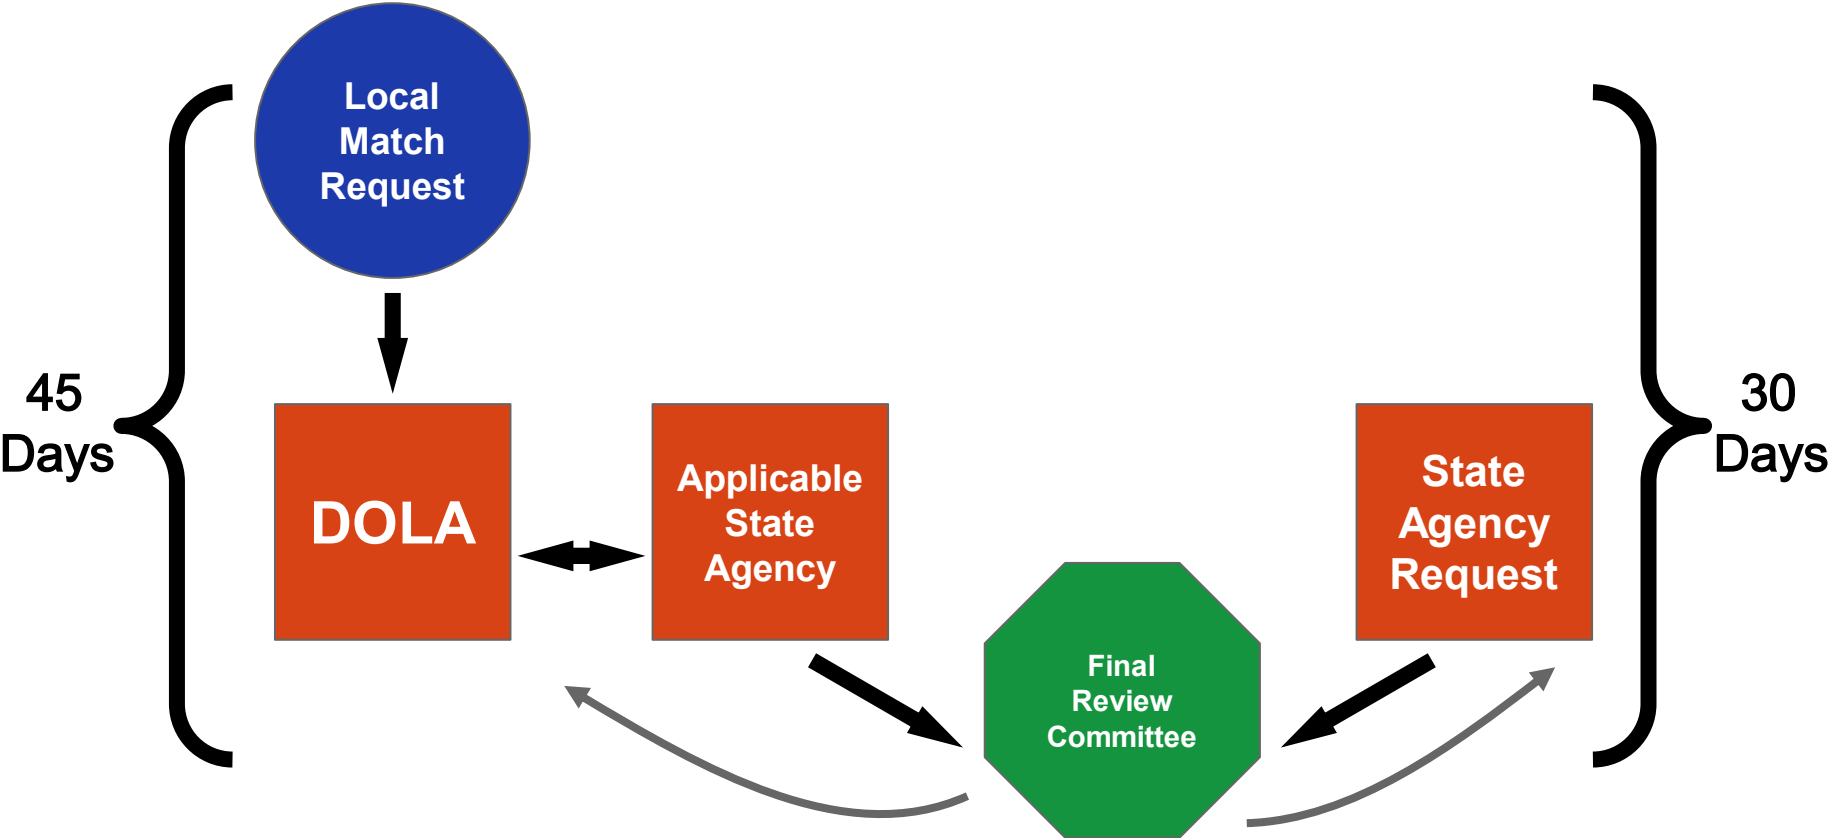 Local
Match
Request
45
Days
DOLA
Applicable
State
Agency
Final
Review
Committee
State
Agency
Request
30
Days